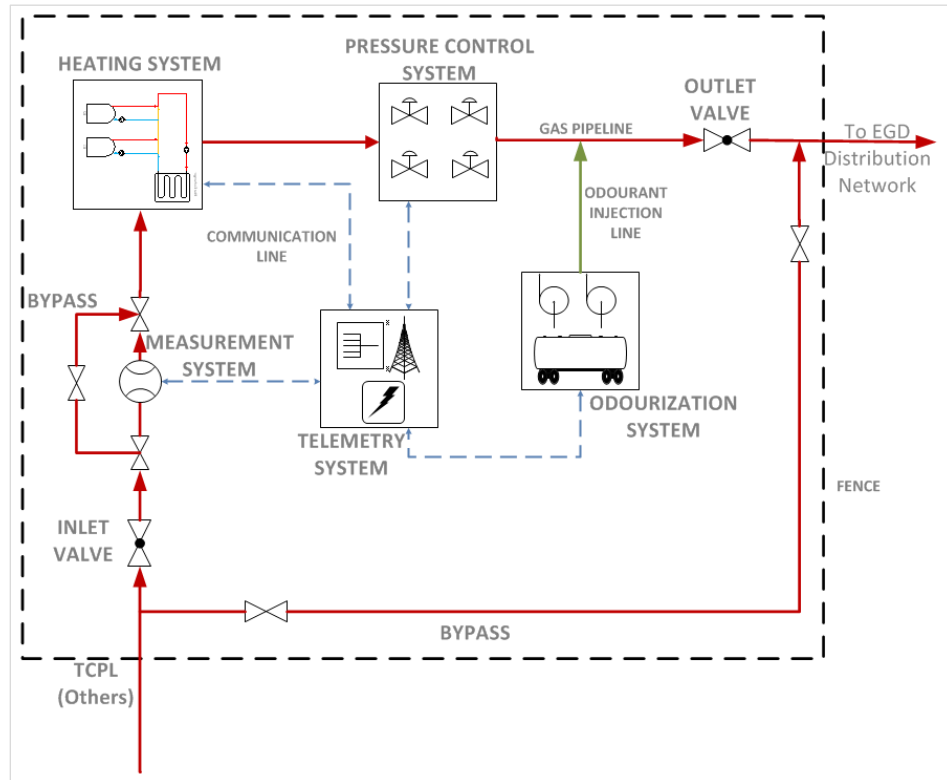 HEATING SYSTEM
PRESSURE CONTROL
SYSTEM
OUTLET
VALVE
GAS PIPELINE
To EGD
Distribution
Network
ODOURANT
INJECTION
LINE
COMMUNICATION
LINE
BYPASS
MEASUREMENT
SYSTEM
TELEMETRY
SYSTEM
ODOURIZATION
SYSTEM
FENCE
INLET
VALVE
BYPASS
TCPL
(Others)